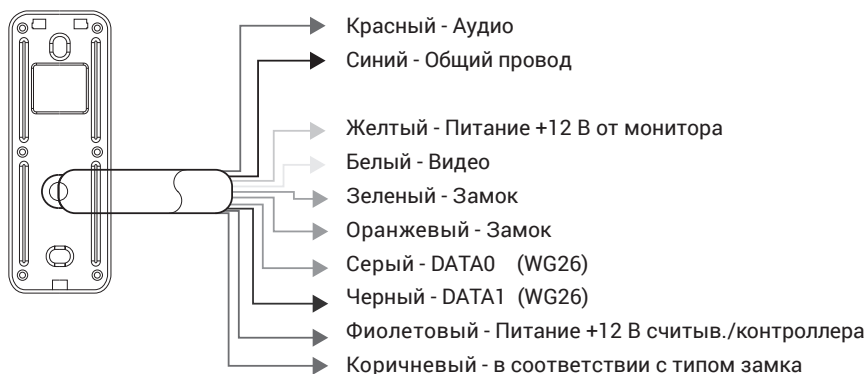 Красный - Аудио
Синий - Общий провод
Желтый - Питание +12 В от монитора
Белый - Видео
Зеленый - Замок
Оранжевый - Замок
Серый - DATA0 (WG26)
Черный - DATA1 (WG26)
Фиолетовый - Питание +12 В считыв./контроллера
Коричневый - в соответствии с типом замка